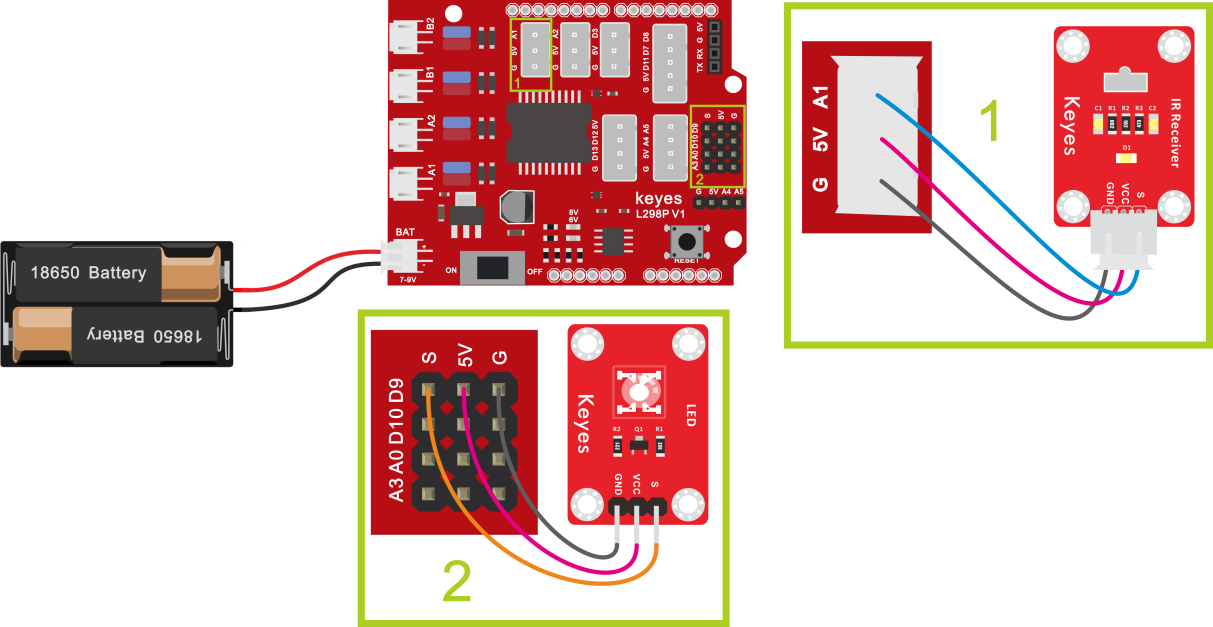 B2
B1
A2
A1
BAT
+
-
7-9V
A1
5V
G
1
A2
5V
G
D3
5V
G
D8
D7
D11
5V
G
5V
G
RX
TX
S 5V G
D9
D10
A0
A3
2
5V
D12
D13
G
A5
A4
5V
G
G 5V A4 A5
keyes
L298P V1
8V
6V
RESET
ON
OFF
18650 Battery
18650 Battery
A1
5V
G
1
Keyes
IR Receiver
C1 R1 R2 R3 C2
D1
GND
VCC
S
S
5V
G
D9
D10
A0
A3
2
Keyes
LED
R2 Q1 R1
221
102
GND
VCC
S